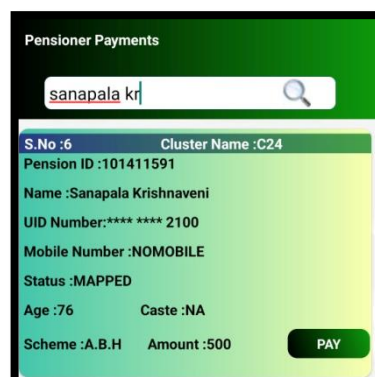 Pensioner Payments
sanapala kr
S.No :6 Cluster Name :C24
Pension ID :101411591
Name :Sanapala Krishnaveni
UID Number:**** **** 2100
Mobile Number :NOMOBILE
Status :MAPPED
Age :76 Caste :NA
Scheme :A.B.H Amount :500 PAY